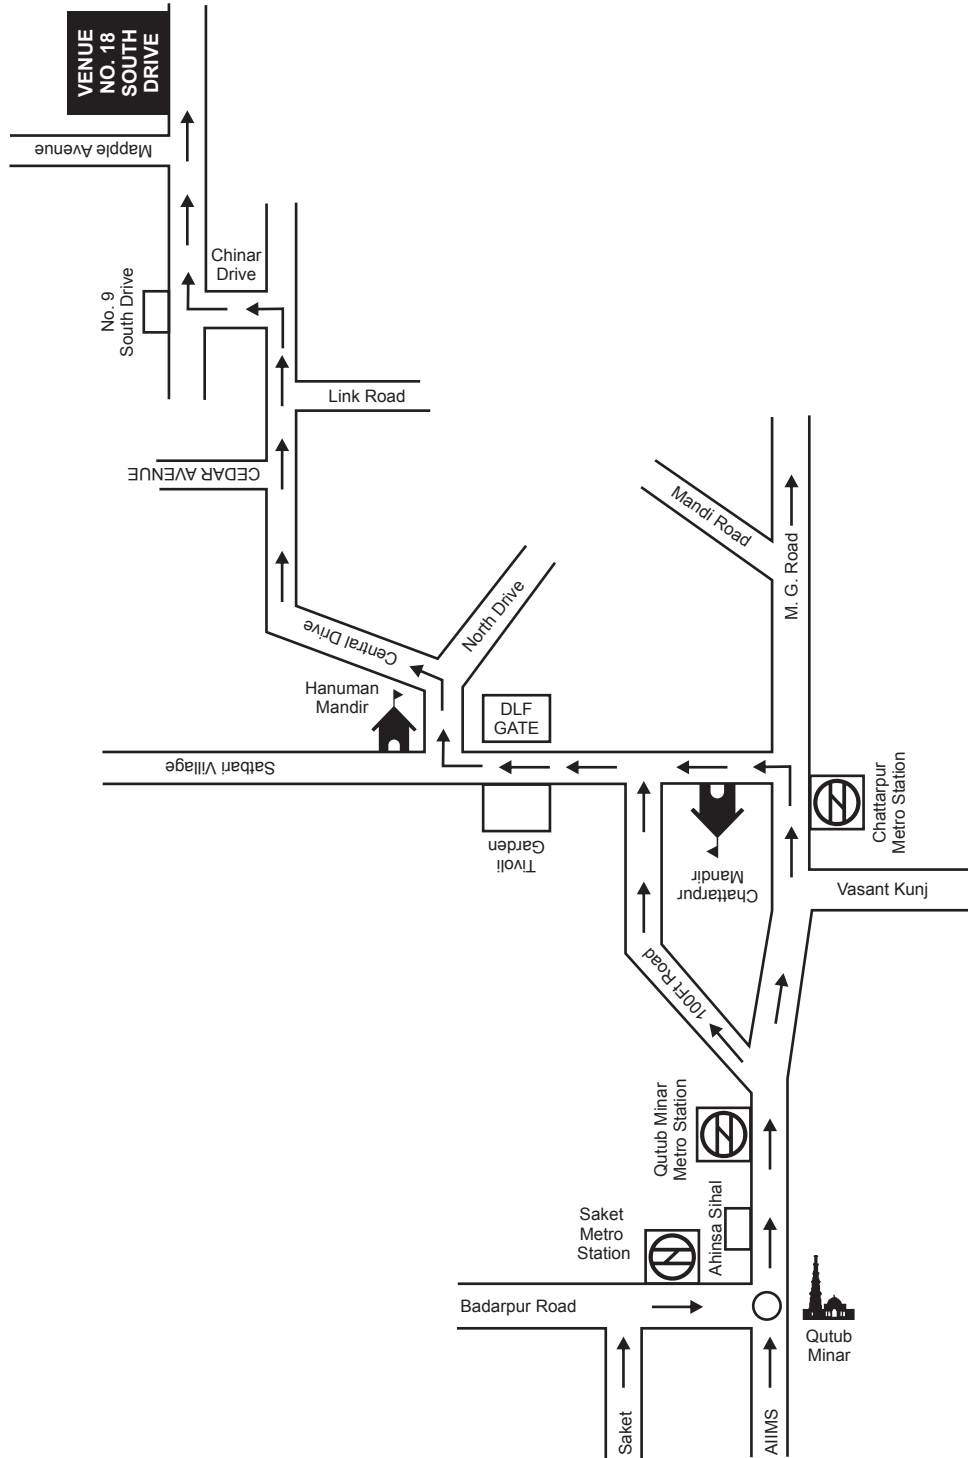 VENUE
NO. 18
SOUTH
DRIVE
Mapple Avenue
Chinar
Drive
No. 9
South Drive
Link Road
CEDAR AVENUE
Mandi Road
M. G. Road
North Drive
Central Drive
Hanuman
Mandir
DLF
GATE
Satbari Village
Tivoli
Garden
Chattarpur
Mandir
Chattarpur
Metro Station
Vasant Kunj
100Ft Road
Qutub Minar
Metro Station
Saket
Metro
Station
Ahinsa Sihal
Badarpur Road
Qutub
Minar
Saket
AIIMS